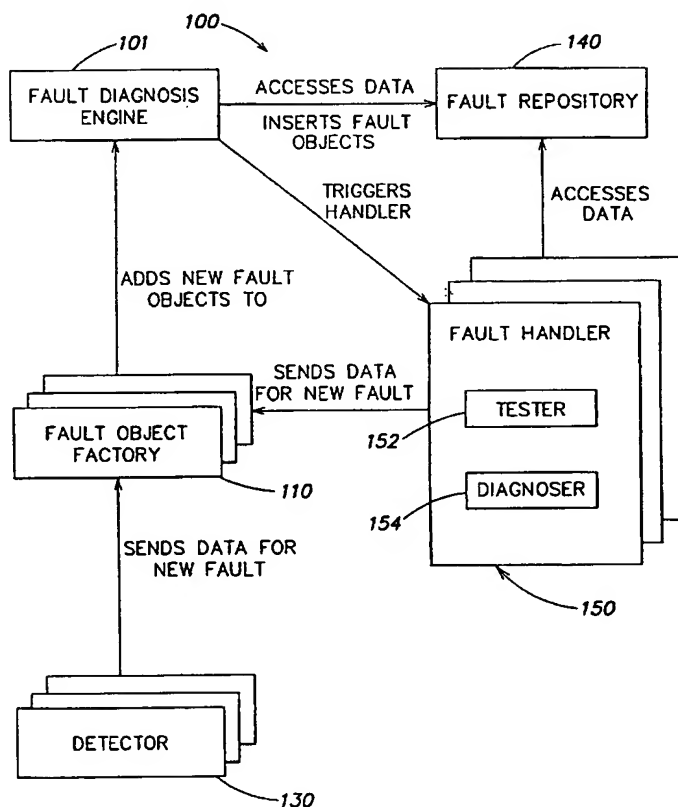 100
101
140
FAULT DIAGNOSIS
ENGINE
ACCESSES DATA
INSERTS FAULT
OBJECTS
FAULT REPOSITORY
TRIGGERS
HANDLER
ACCESSES
DATA
ADDS NEW FAULT
OBJECTS TO
FAULT HANDLER
SENDS DATA
FOR NEW FAULT
TESTER
152
FAULT OBJECT
FACTORY
110
DIAGNOSER
154
SENDS DATA FOR
NEW FAULT
150
DETECTOR
130